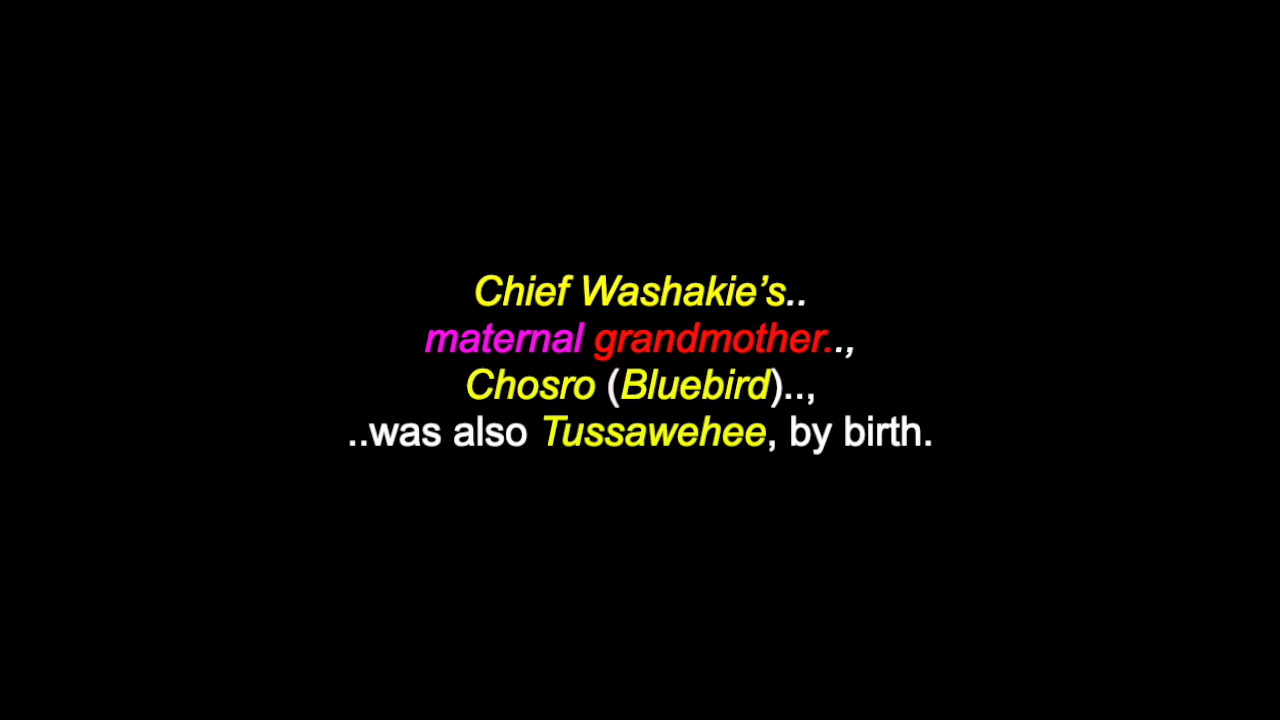 Chief Washakie’s..
maternal grandmother..,
Chosro (Bluebird)..,
..was also Tussawehee, by birth.